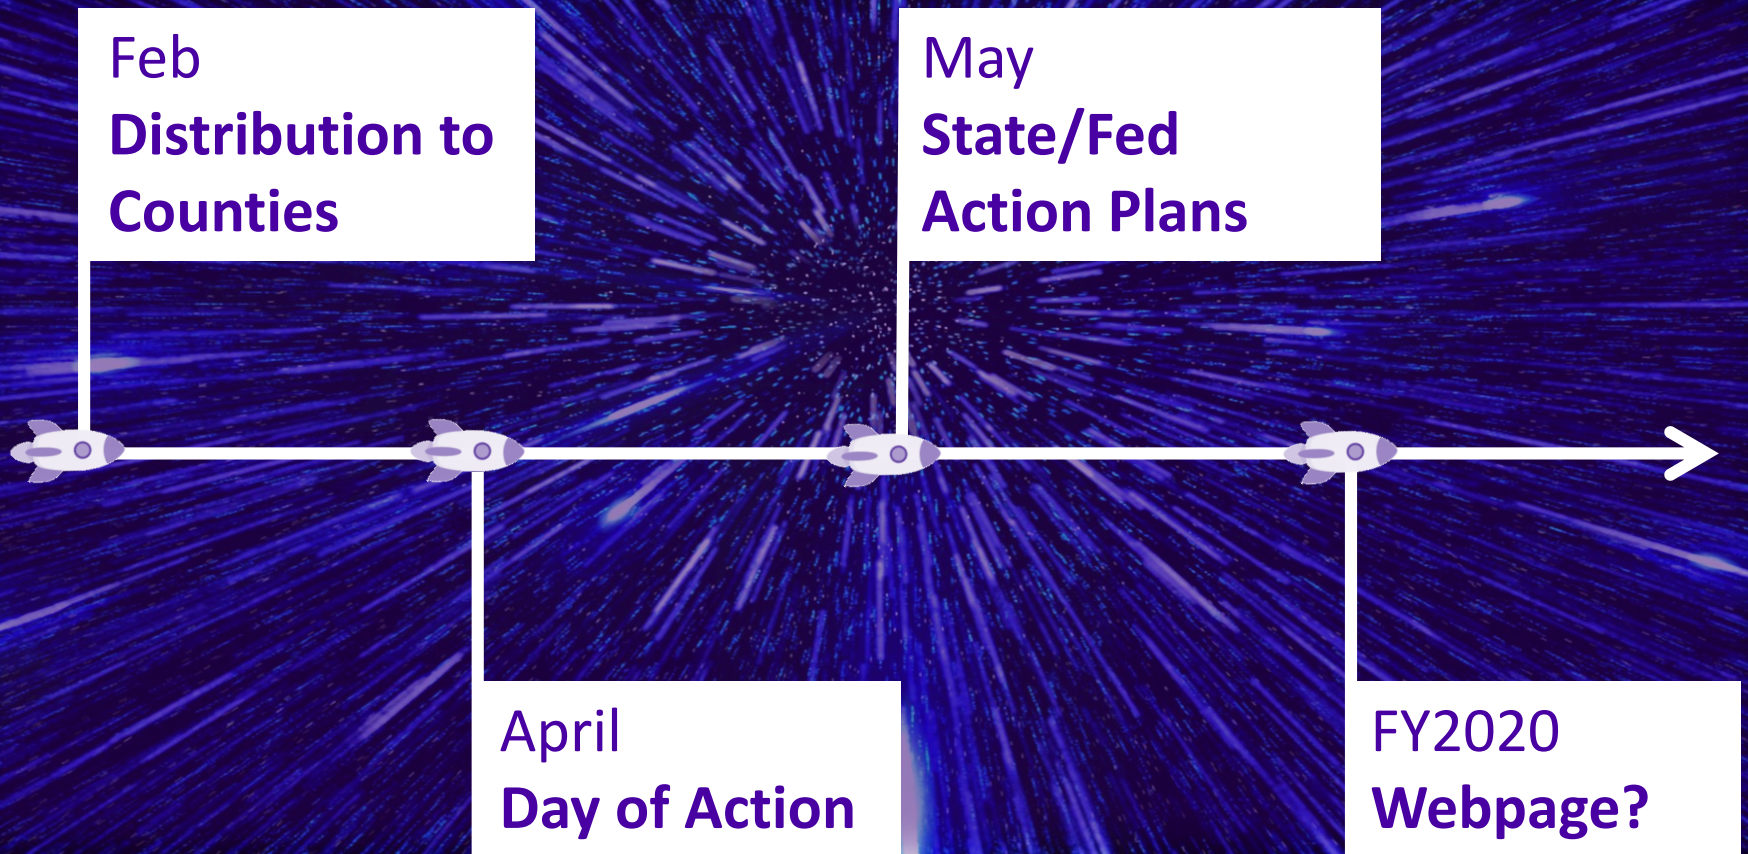 Feb
Distribution to
Counties
May
State/Fed
Action Plans
April
Day of Action
FY2020
Webpage?